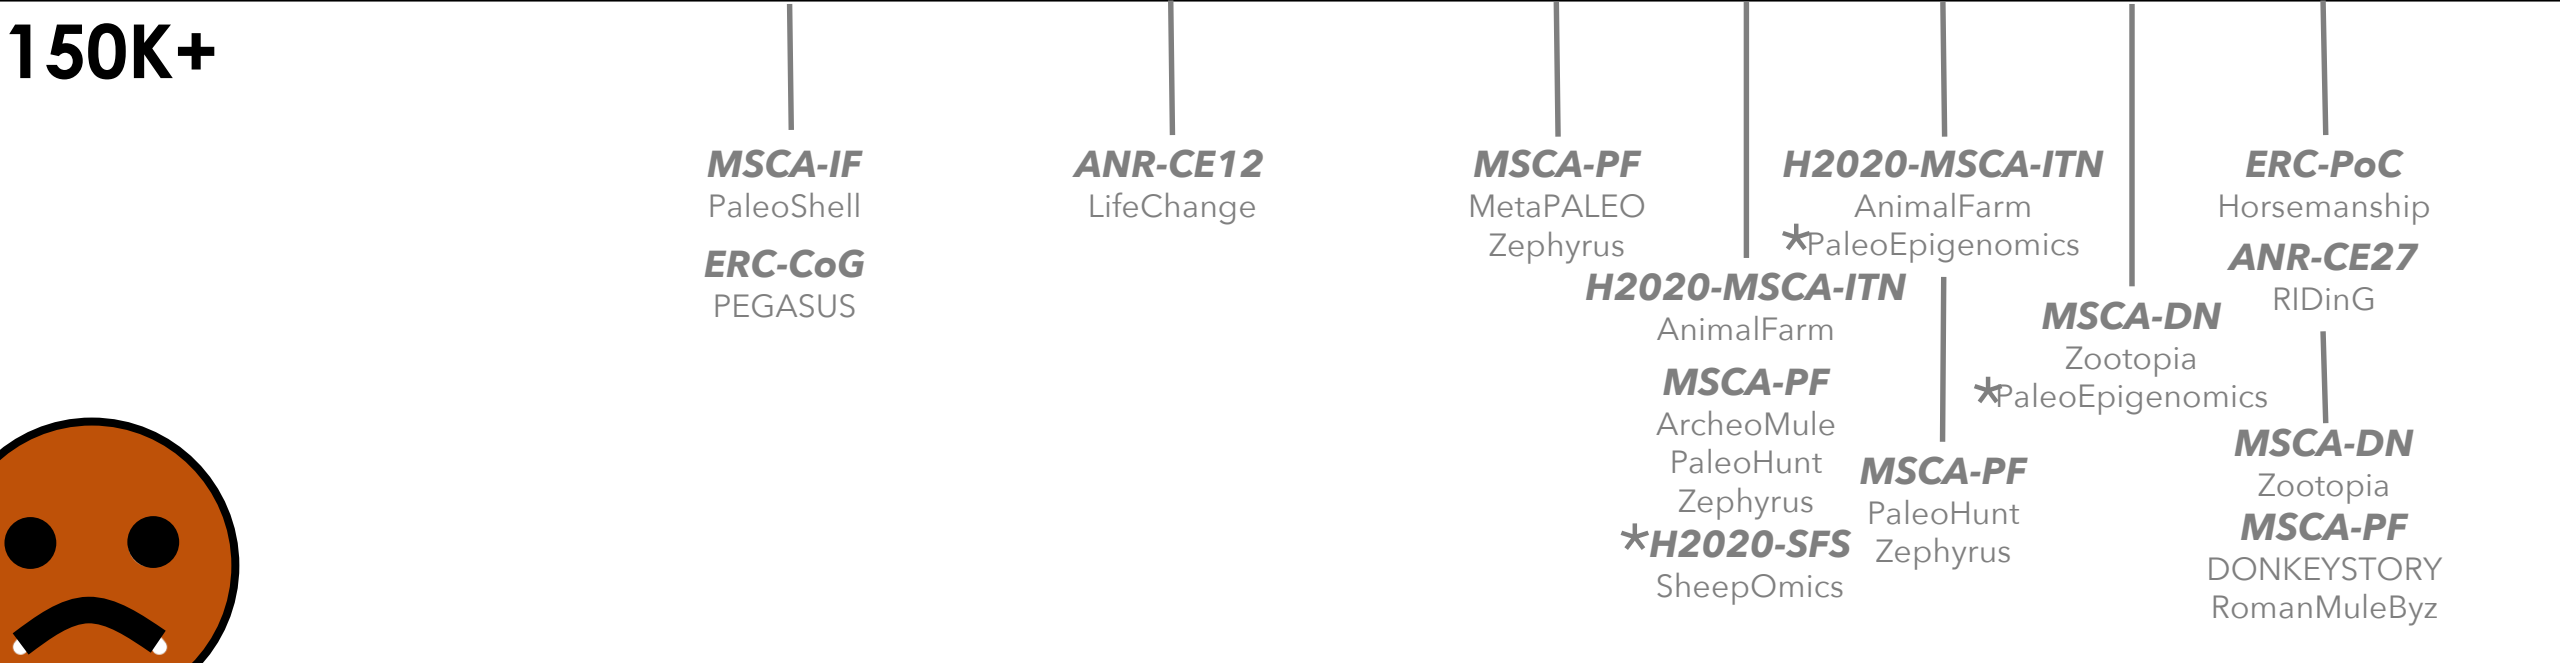 150K+
MSCA-IF
PaleoShell
ERC-CoG
PEGASUS
ANR-CE12
LifeChange
MSCA-PF
MetaPALEO
Zephyrus
H2020-MSCA-ITN
AnimalFarm
MSCA-PF
ArcheoMule
PaleoHunt
Zephyrus
*H2020-SFS
SheepOmics
H2020-MSCA-ITN
AnimalFarm
*PaleoEpigenomics
MSCA-PF
PaleoHunt
Zephyrus
MSCA-DN
Zootopia
*PaleoEpigenomics
ERC-PoC
Horsemanship
ANR-CE27
RIDinG
MSCA-DN
Zootopia
MSCA-PF
DONKEYSTORY
RomanMuleByz